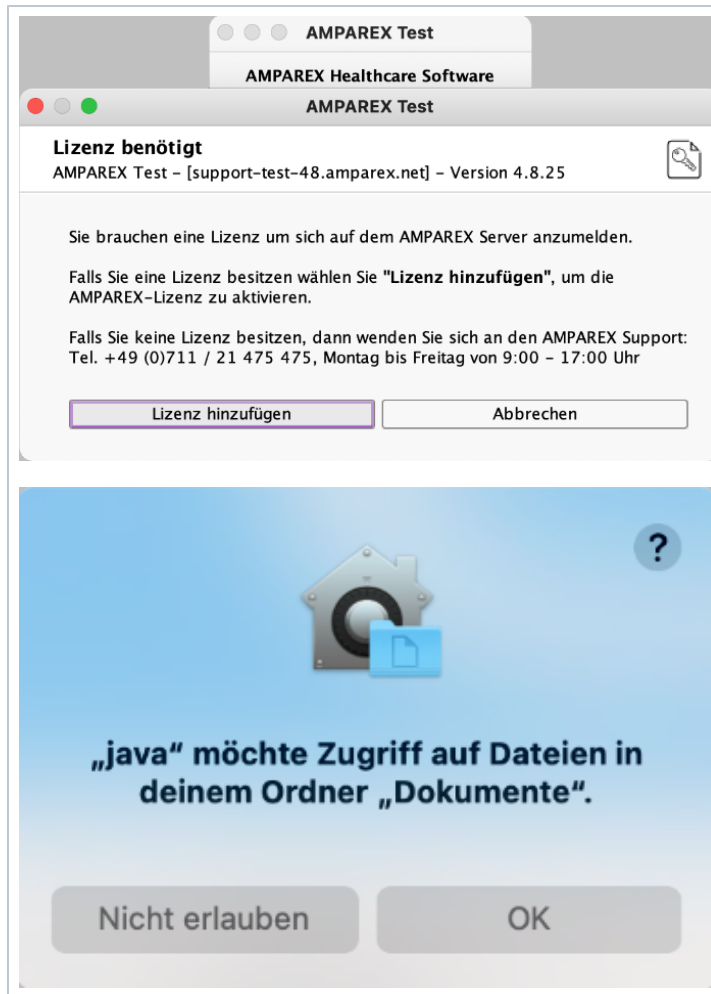 AMPAREX Test
AMPAREX Healthcare Software
AMPAREX Test
Lizenz benötigt
AMPAREX Test – [support-test-48.amparex.net] – Version 4.8.25
Sie brauchen eine Lizenz um sich auf dem AMPAREX Server anzumelden.
Falls Sie eine Lizenz besitzen wählen Sie "Lizenz hinzufügen", um die
AMPAREX-Lizenz zu aktivieren.
Falls Sie keine Lizenz besitzen, dann wenden Sie sich an den AMPAREX Support:
Tel. +49 (0)711 / 21 475 475, Montag bis Freitag von 9:00 – 17:00 Uhr
Lizenz hinzufügen
Abbrechen
?
„java“ möchte Zugriff auf Dateien in
deinem Ordner „Dokumente“.
Nicht erlauben
OK